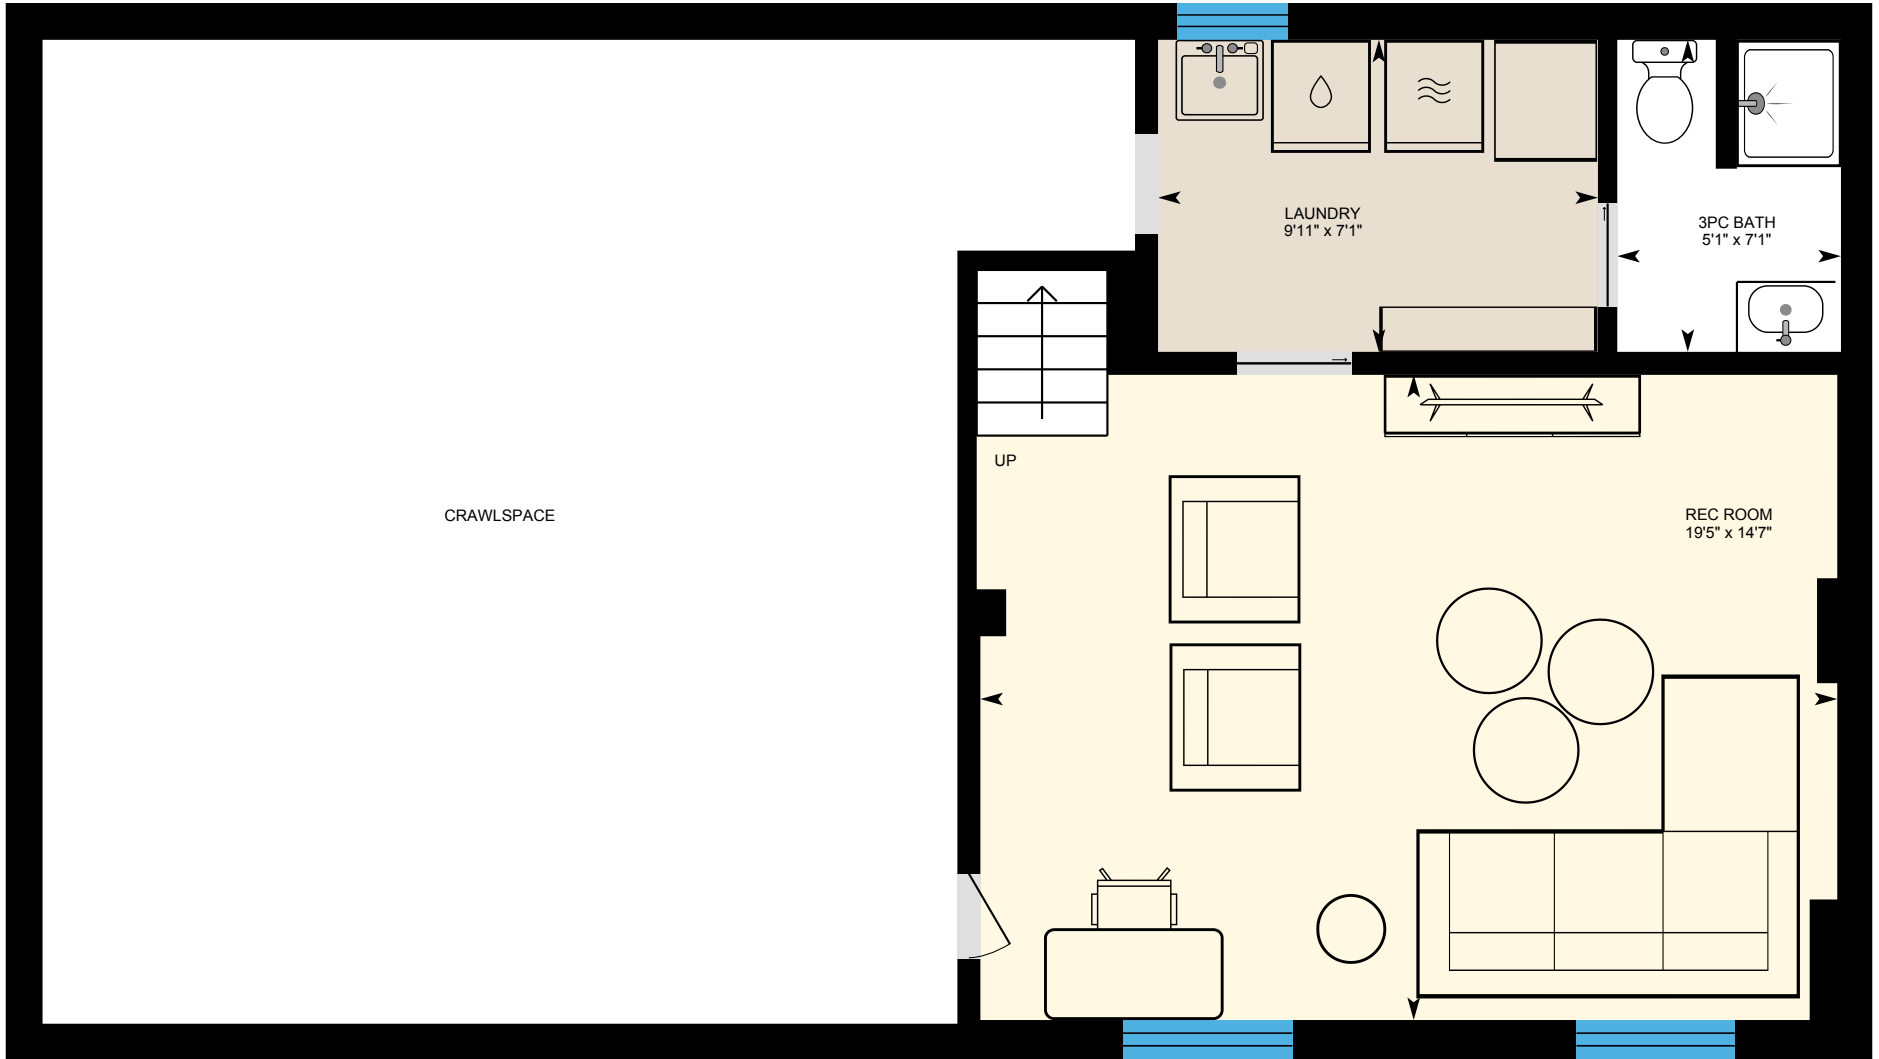 LAUNDRY
9'11" x 7'1"
3PC BATH
5'1" x 7'1"
UP
CRAWLSPACE
REC ROOM
19'5" x 14'7"